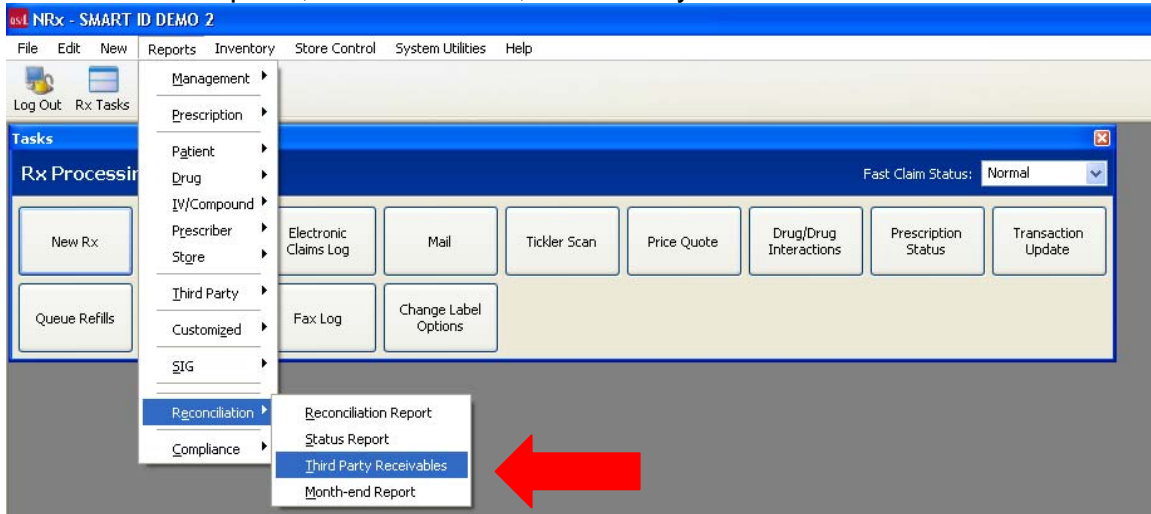 NRx - SMART ID DEMO 2
File Edit New Reports Inventory Store Control System Utilities Help
Log Out Rx Tasks
Management
Prescription
Patient
Drug
IV/Compound
Prescriber
Store
Third Party
Customized
SIG
Reconciliation
Compliance
Reconciliation Report
Status Report
Third Party Receivables
Month-end Report
Tasks
Rx Processin
Fast Claim Status: Normal
New Rx
Electronic
Claims Log
Mail
Tickler Scan
Price Quote
Drug/Drug
Interactions
Prescription
Status
Transaction
Update
Queue Refills
Fax Log
Change Label
Options